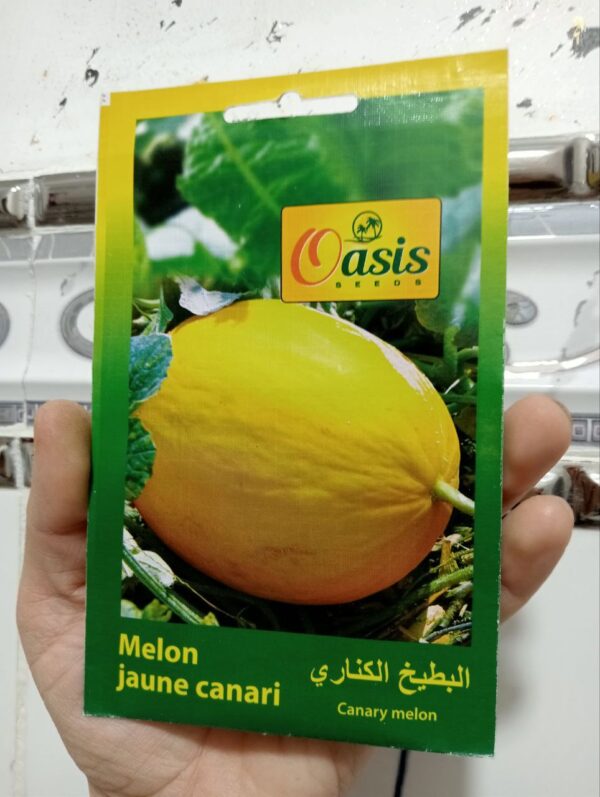 Oasis
SEEDS
Melon
jaune canari
البطيخ الكناري
Canary melon